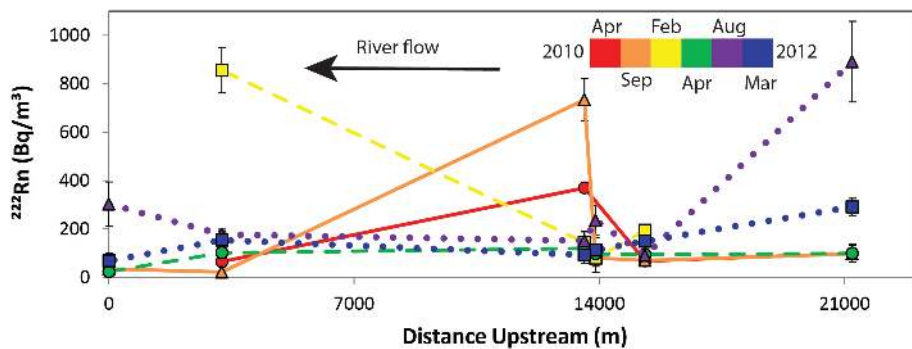 1000
800
600
400
200
0
²²²Rn (Bq/m³)
River flow
Apr Feb Aug
2010 2012
Sep Apr Mar
0 7000 14000 21000
Distance Upstream (m)